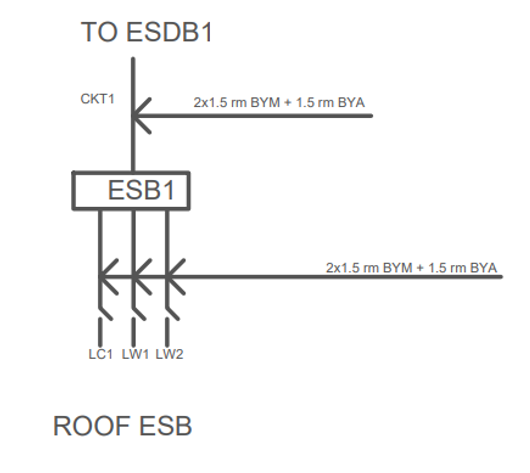 TO ESDB1
CKT1
2x1.5 rm BYM + 1.5 rm BYA
ESB1
2x1.5 rm BYM + 1.5 rm BYA
LC1 LW1 LW2
ROOF ESB